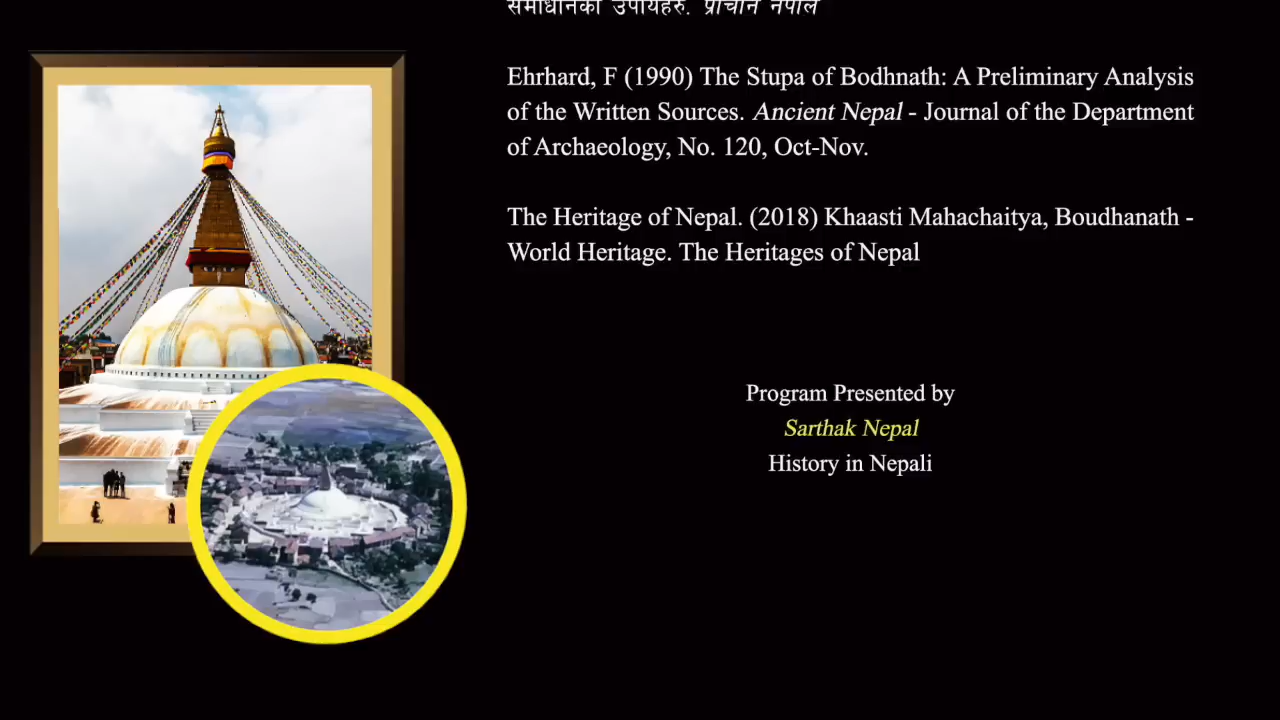 समाधानका उपायहरु. प्राचीन नेपाल
Ehrhard, F (1990) The Stupa of Bodhnath: A Preliminary Analysis
of the Written Sources. Ancient Nepal - Journal of the Department
of Archaeology, No. 120, Oct-Nov.
The Heritage of Nepal. (2018) Khaasti Mahachaitya, Boudhanath -
World Heritage. The Heritages of Nepal
Program Presented by
Sarthak Nepal
History in Nepali